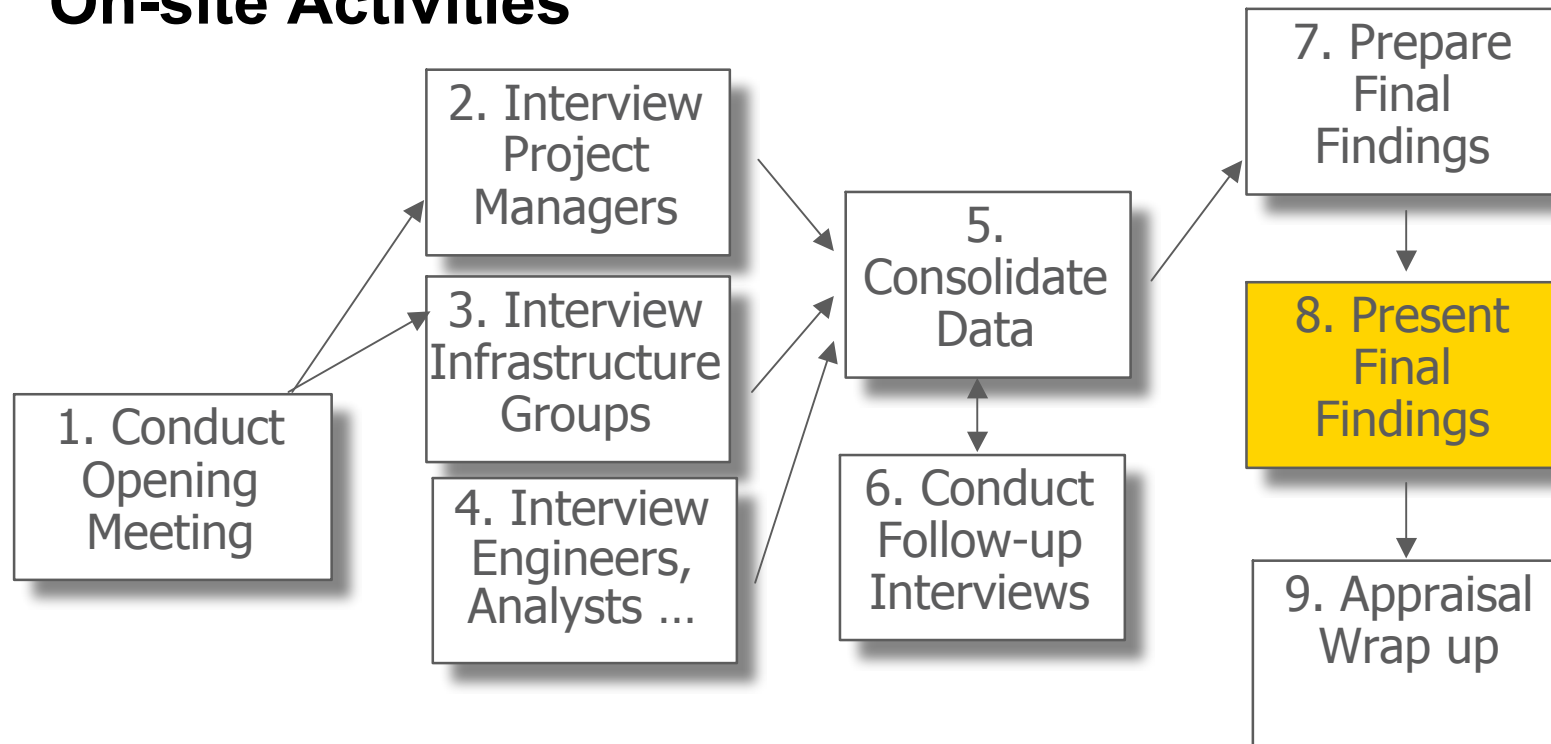 On-site Activities
1. Conduct
Opening
Meeting
2. Interview
Project
Managers
3. Interview
Infrastructure
Groups
4. Interview
Engineers,
Analysts ...
5.
Consolidate
Data
6. Conduct
Follow-up
Interviews
7. Prepare
Final
Findings
8. Present
Final
Findings
9. Appraisal
Wrap up